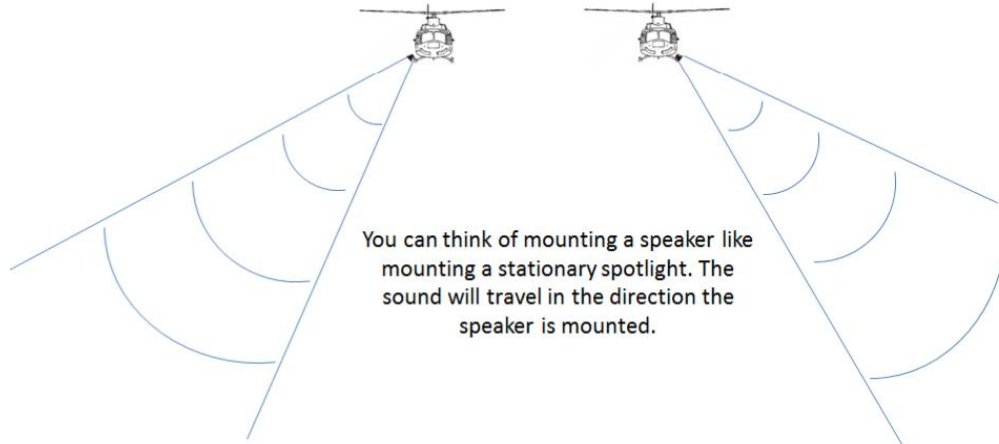 You can think of mounting a speaker like
mounting a stationary spotlight. The
sound will travel in the direction the
speaker is mounted.